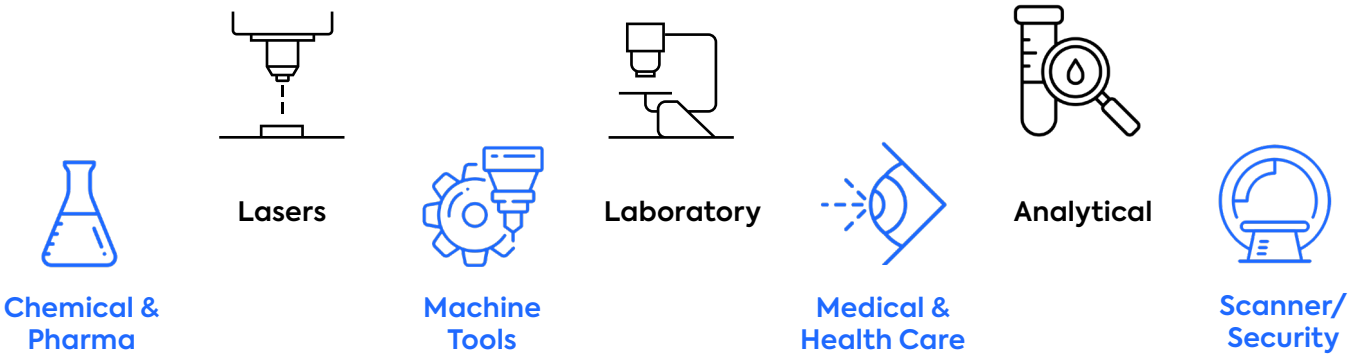 Chemical &
Pharma
Lasers
Machine
Tools
Laboratory
Medical &
Health Care
Analytical
Scanner/
Security